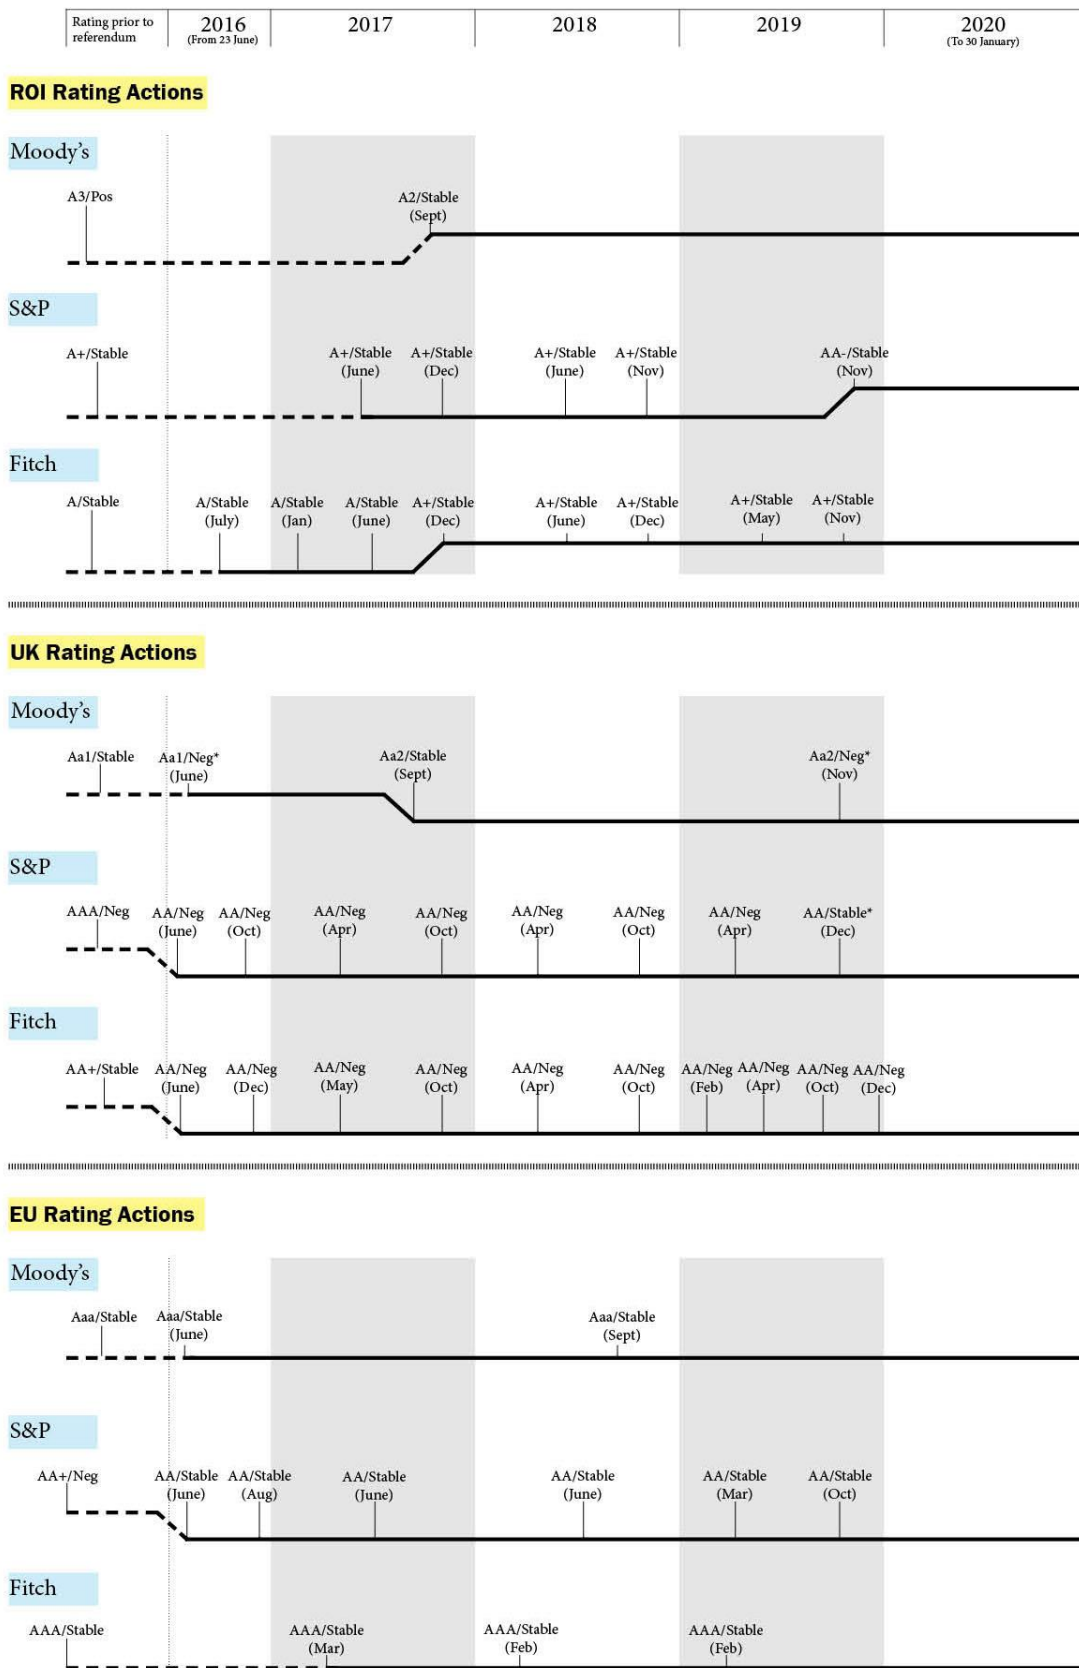 Rating prior to
referendum
2016
(From 23 June)
2017
2018
2019
2020
(To 30 January)
ROI Rating Actions
Moody's
A3/Pos
A2/Stable
(Sept)
S&P
A+/Stable
A+/Stable
(June)
A+/Stable
(Dec)
A+/Stable
(June)
A+/Stable
(Nov)
AA-/Stable
(Nov)
Fitch
A/Stable
A/Stable
(July)
A/Stable
(Jan)
A/Stable
(June)
A+/Stable
(Dec)
A+/Stable
(June)
A+/Stable
(Dec)
A+/Stable
(May)
A+/Stable
(Nov)
UK Rating Actions
Moody's
Aa1/Stable
Aa1/Neg*
(June)
Aa2/Stable
(Sept)
Aa2/Neg*
(Nov)
S&P
AAA/Neg
AA/Neg
(June)
AA/Neg
(Oct)
AA/Neg
(Apr)
AA/Neg
(Oct)
AA/Neg
(Apr)
AA/Neg
(Oct)
AA/Neg
(Apr)
AA/Stable*
(Dec)
Fitch
AA+/Stable
AA/Neg
(June)
AA/Neg
(Dec)
AA/Neg
(May)
AA/Neg
(Oct)
AA/Neg
(Apr)
AA/Neg
(Oct)
AA/Neg
(Feb)
AA/Neg
(Apr)
AA/Neg
(Oct)
AA/Neg
(Dec)
EU Rating Actions
Moody's
Aaa/Stable
Aaa/Stable
(June)
Aaa/Stable
(Sept)
S&P
AA+/Neg
AA/Stable
(June)
AA/Stable
(Aug)
AA/Stable
(June)
AA/Stable
(June)
AA/Stable
(Mar)
AA/Stable
(Oct)
Fitch
AAA/Stable
AAA/Stable
(Mar)
AAA/Stable
(Feb)
AAA/Stable
(Feb)